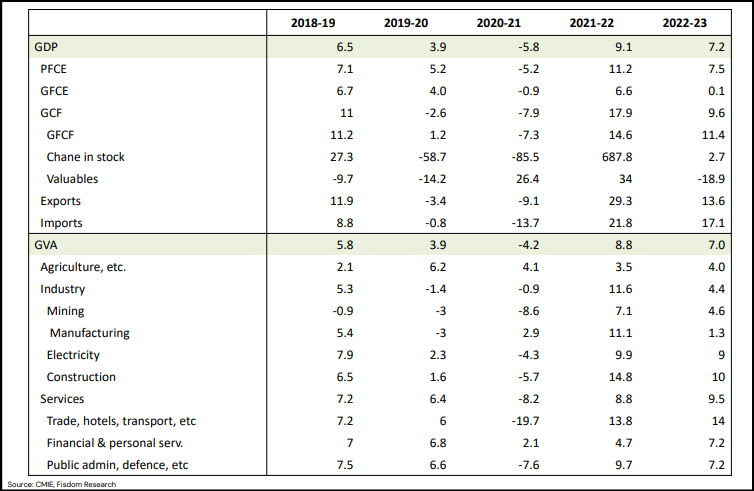 2018-19 2019-20 2020-21 2021-22 2022-23
GDP 6.5 3.9 -5.8 9.1 7.2
PFCE 7.1 5.2 -5.2 11.2 7.5
GFCE 6.7 4.0 -0.9 6.6 0.1
GCF 11 -2.6 -7.9 17.9 9.6
GFCF 11.2 1.2 -7.3 14.6 11.4
Chane in stock 27.3 -58.7 -85.5 687.8 2.7
Valuables -9.7 -14.2 26.4 34 -18.9
Exports 11.9 -3.4 -9.1 29.3 13.6
Imports 8.8 -0.8 -13.7 21.8 17.1
GVA 5.8 3.9 -4.2 8.8 7.0
Agriculture, etc. 2.1 6.2 4.1 3.5 4.0
Industry 5.3 -1.4 -0.9 11.6 4.4
Mining -0.9 -3 -8.6 7.1 4.6
Manufacturing 5.4 -3 2.9 11.1 1.3
Electricity 7.9 2.3 -4.3 9.9 9
Construction 6.5 1.6 -5.7 14.8 10
Services 7.2 6.4 -8.2 8.8 9.5
Trade, hotels, transport, etc 7.2 6 -19.7 13.8 14
Financial & personal serv. 7 6.8 2.1 4.7 7.2
Public admin, defence, etc 7.5 6.6 -7.6 9.7 7.2
Source: CMIE, Fisdom Research